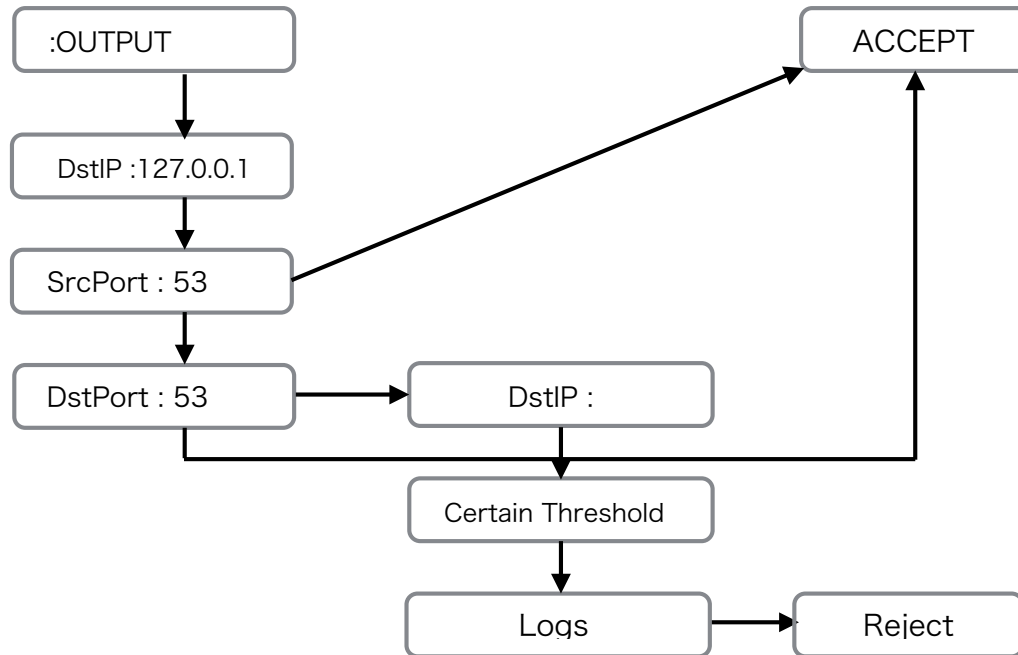 :OUTPUT
ACCEPT
DstIP :127.0.0.1
SrcPort : 53
DstPort : 53
DstIP :
Certain Threshold
Logs
Reject